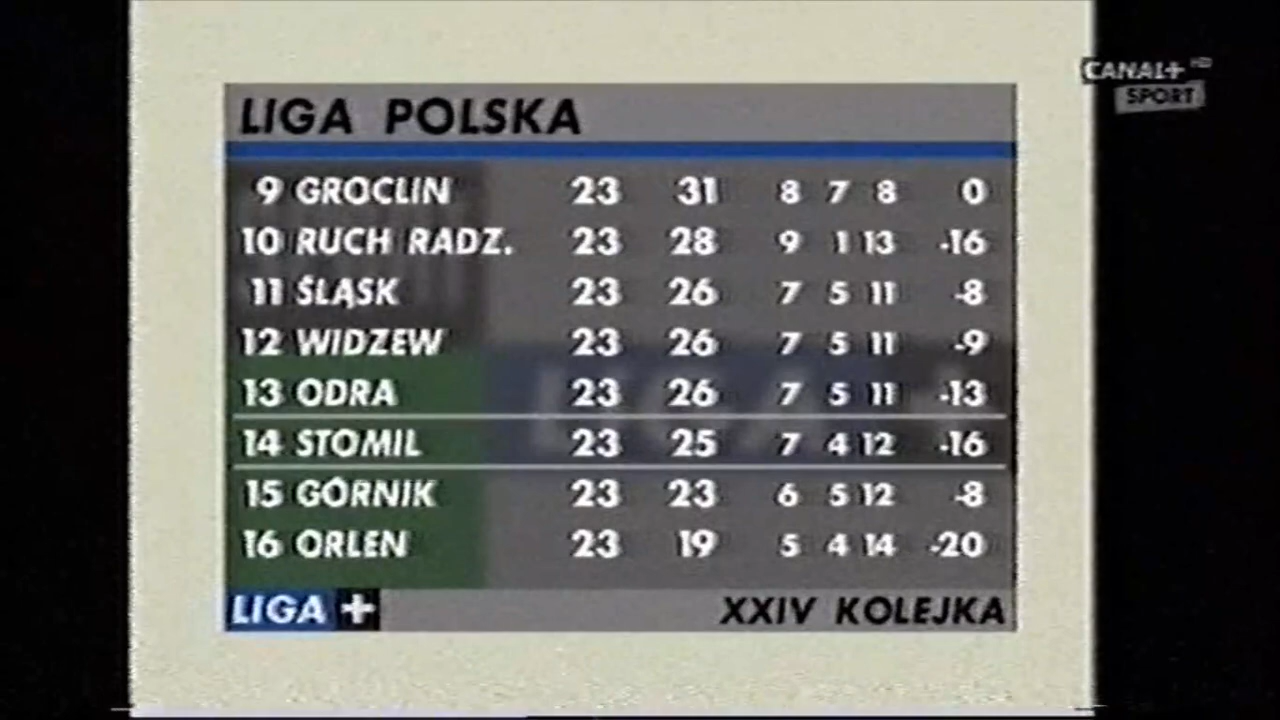 CANAL+ HD
SPORT
LIGA POLSKA
9 GROCLIN 23 31 8 7 8 0
10 RUCH RADZ. 23 28 9 1 13 -16
11 ŚLĄSK 23 26 7 5 11 -8
12 WIDZEW 23 26 7 5 11 -9
13 ODRA 23 26 7 5 11 -13
14 STOMIL 23 25 7 4 12 -16
15 GÓRNIK 23 23 6 5 12 -8
16 ORLEN 23 19 5 4 14 -20
LIGA +
XXIV KOLEJKA